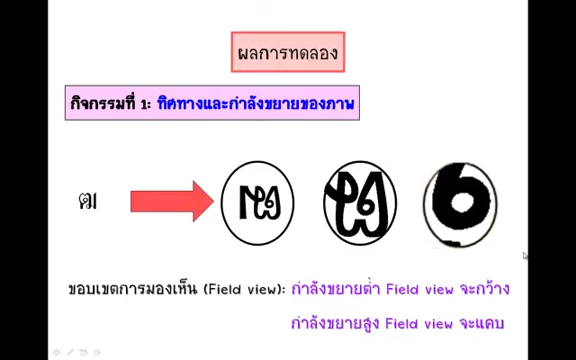 ผลการทดลอง
กิจกรรมที่ 1: ทิศทางและกำลังขยายของภาพ
ฒ
ขอบเขตการมองเห็น (Field view): กำลังขยายต่ำ Field view จะกว้าง
กำลังขยายสูง Field view จะแคบ